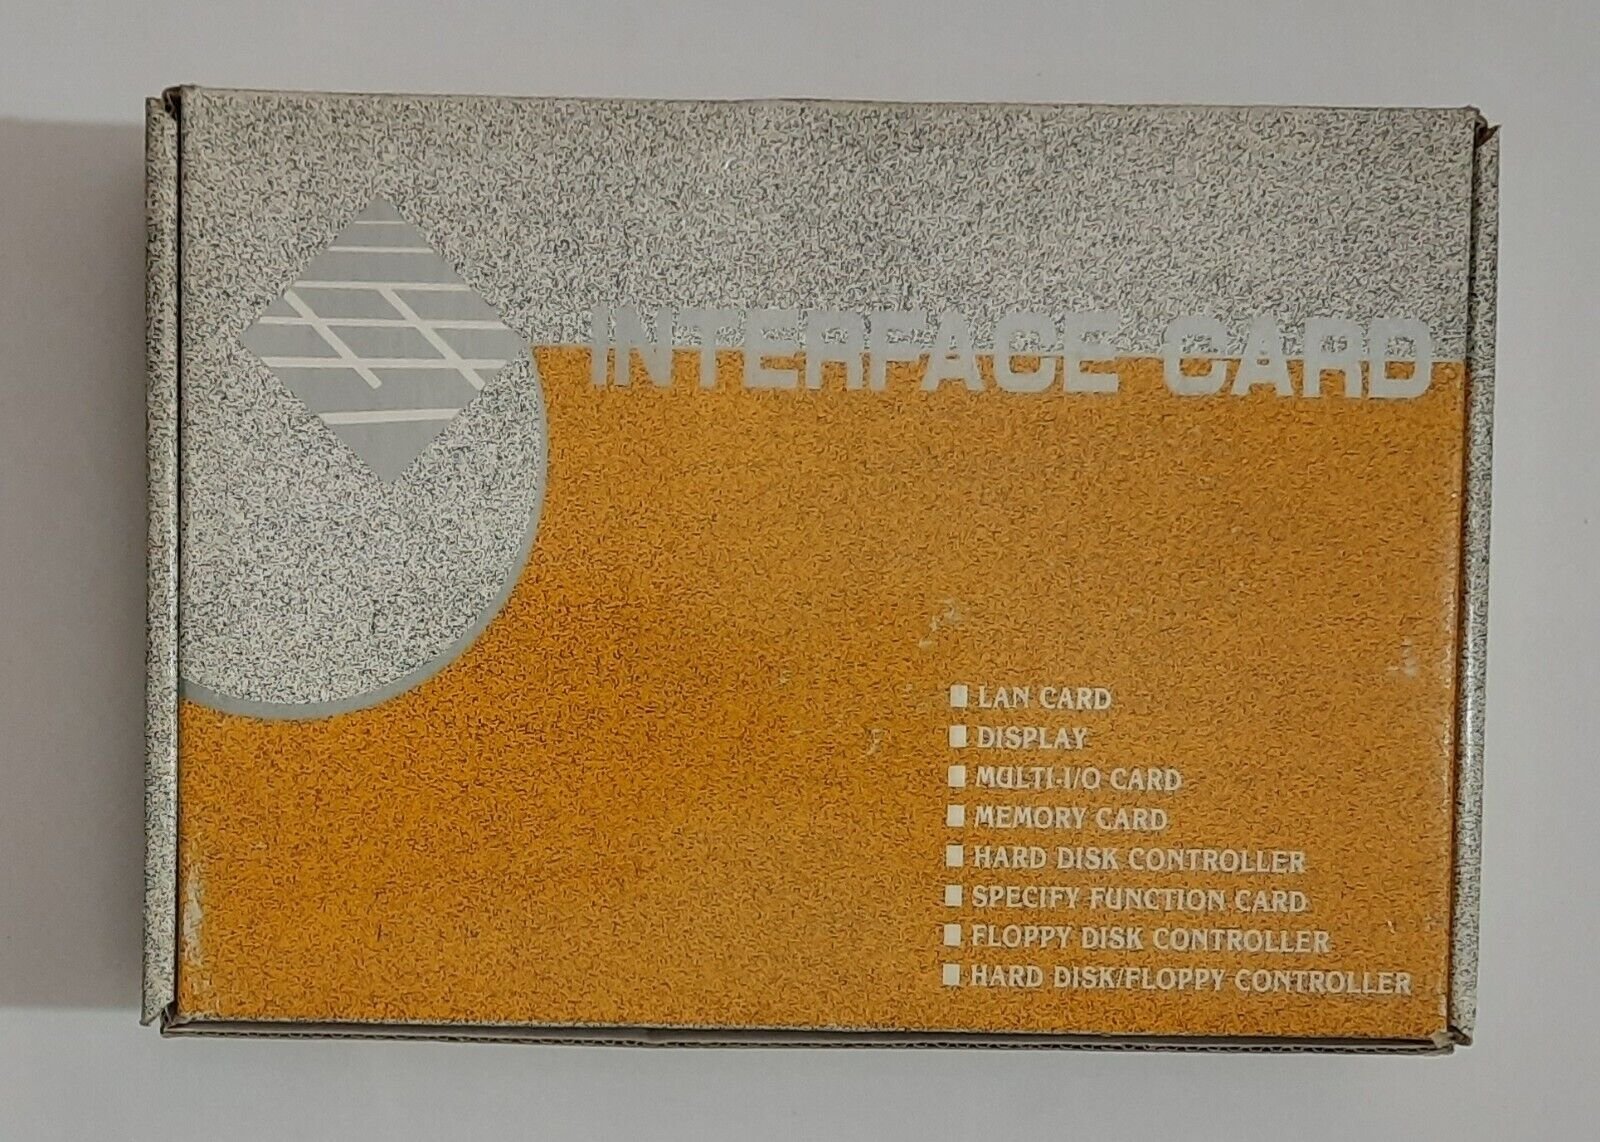 INTERFACE CARD
LAN CARD
DISPLAY
MULTI-I/O CARD
MEMORY CARD
HARD DISK CONTROLLER
SPECIFY FUNCTION CARD
FLOPPY DISK CONTROLLER
HARD DISK/FLOPPY CONTROLLER